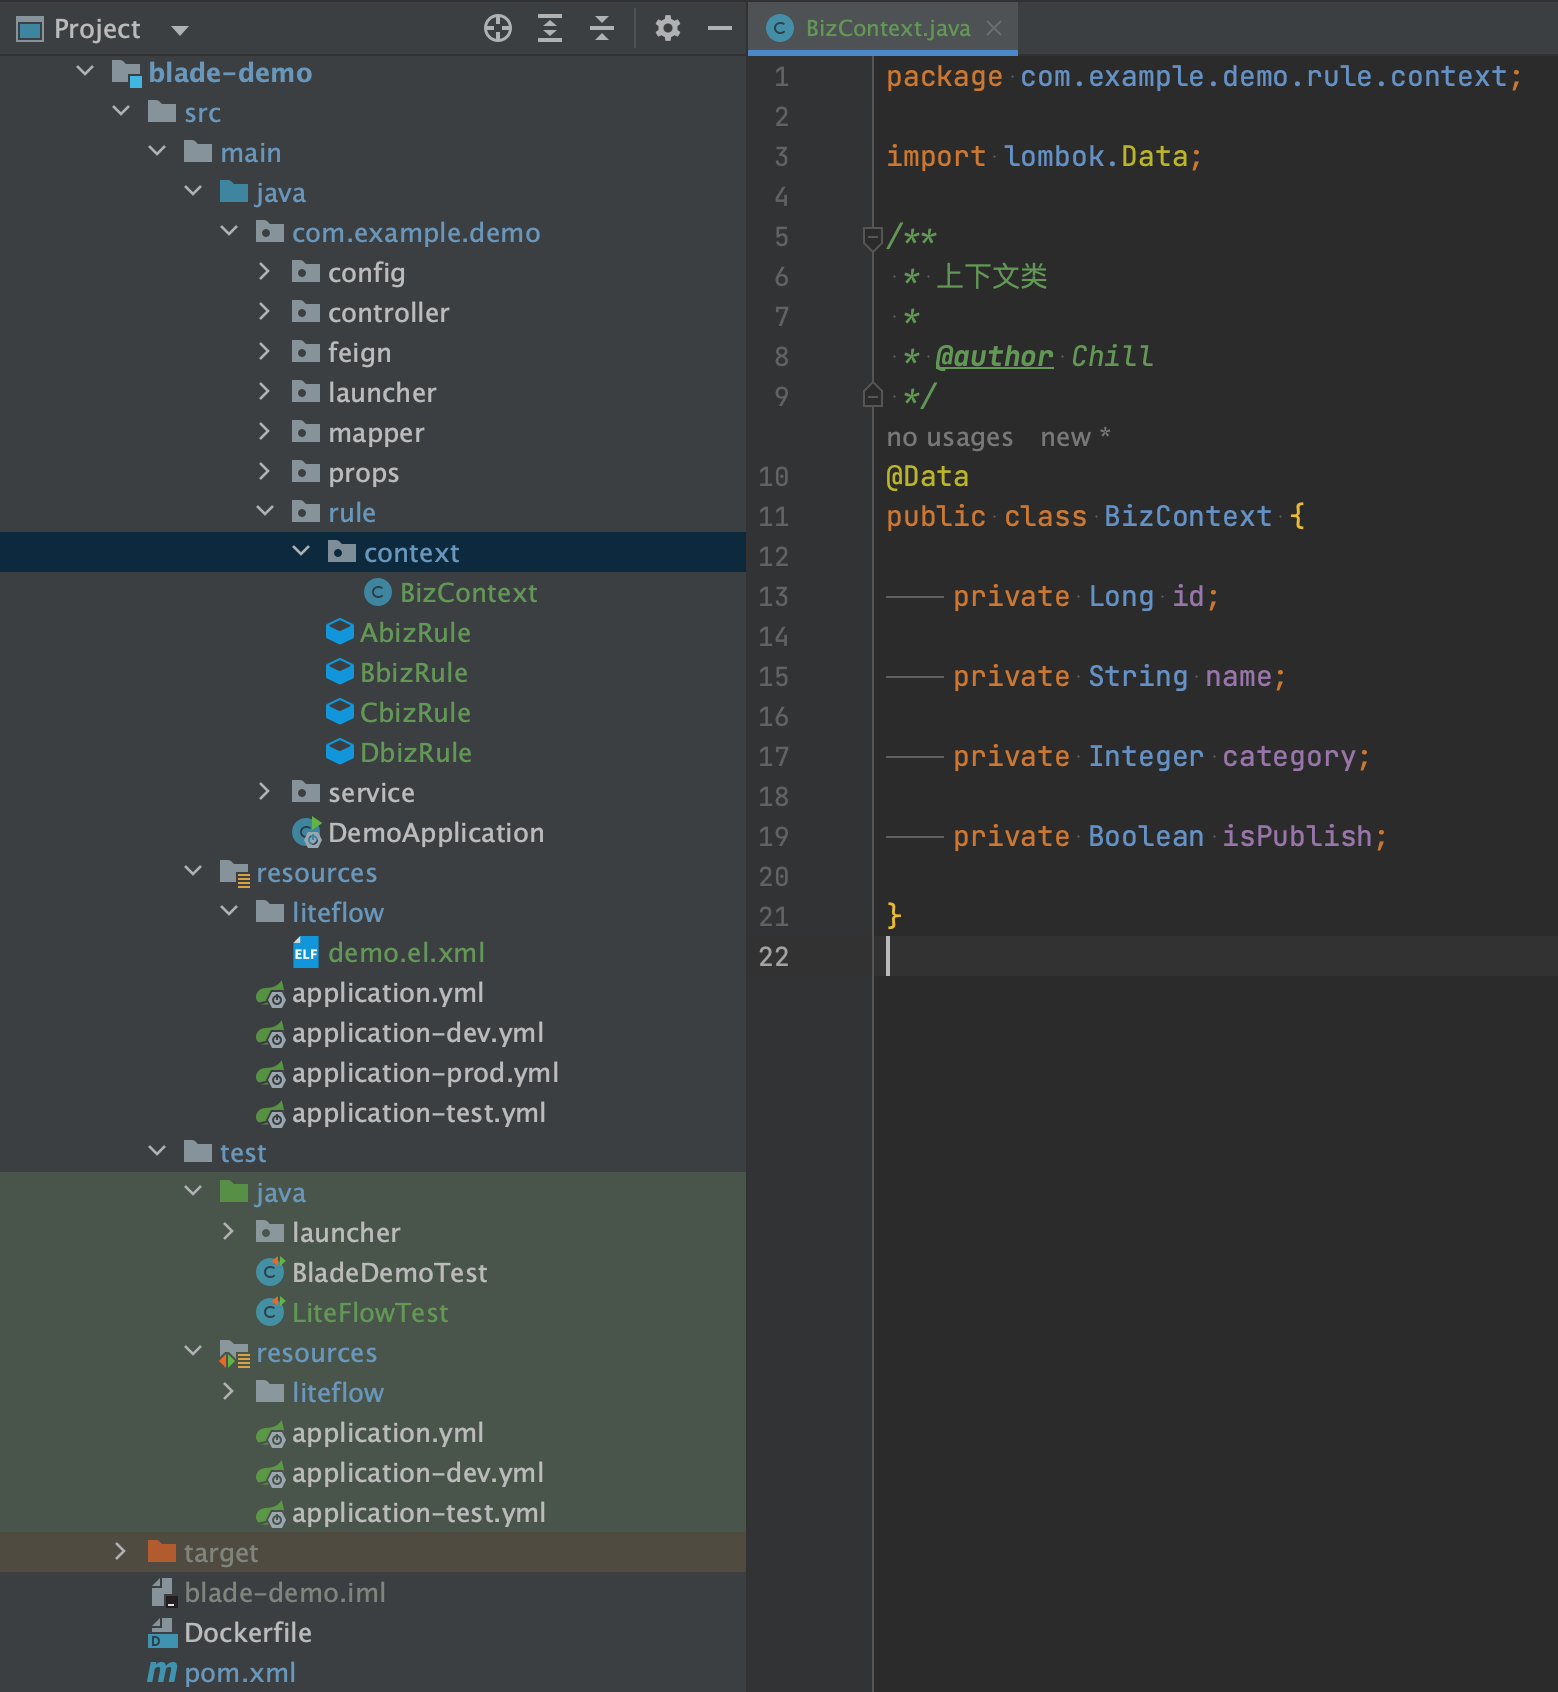 Project
blade-demo
src
main
java
com.example.demo
config
controller
feign
launcher
mapper
props
rule
context
BizContext
AbizRule
BbizRule
CbizRule
DbizRule
service
DemoApplication
resources
liteflow
ELF demo.el.xml
application.yml
application-dev.yml
application-prod.yml
application-test.yml
test
java
launcher
BladeDemoTest
LiteFlowTest
resources
liteflow
application.yml
application-dev.yml
application-test.yml
target
blade-demo.iml
Dockerfile
pom.xml
BizContext.java
1 package com.example.demo.rule.context;
2
3 import lombok.Data;
4
5 /**
6 * 上下文类
7 *
8 * @author Chill
9 */
no usages new *
10 @Data
11 public class BizContext {
12
13 private Long id;
14
15 private String name;
16
17 private Integer category;
18
19 private Boolean isPublish;
20
21 }
22